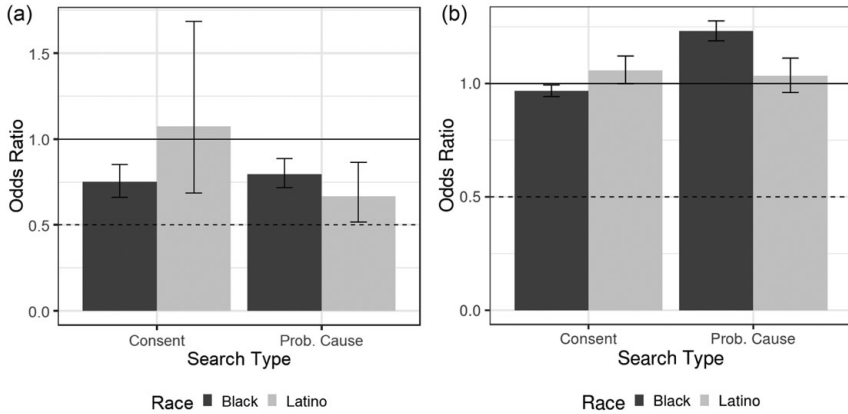 (a)
1.5
1.0
0.5
0.0
Odds Ratio
Consent
Prob. Cause
Search Type
Race Black Latino
(b)
1.0
0.5
0.0
Odds Ratio
Consent
Prob. Cause
Search Type
Race Black Latino